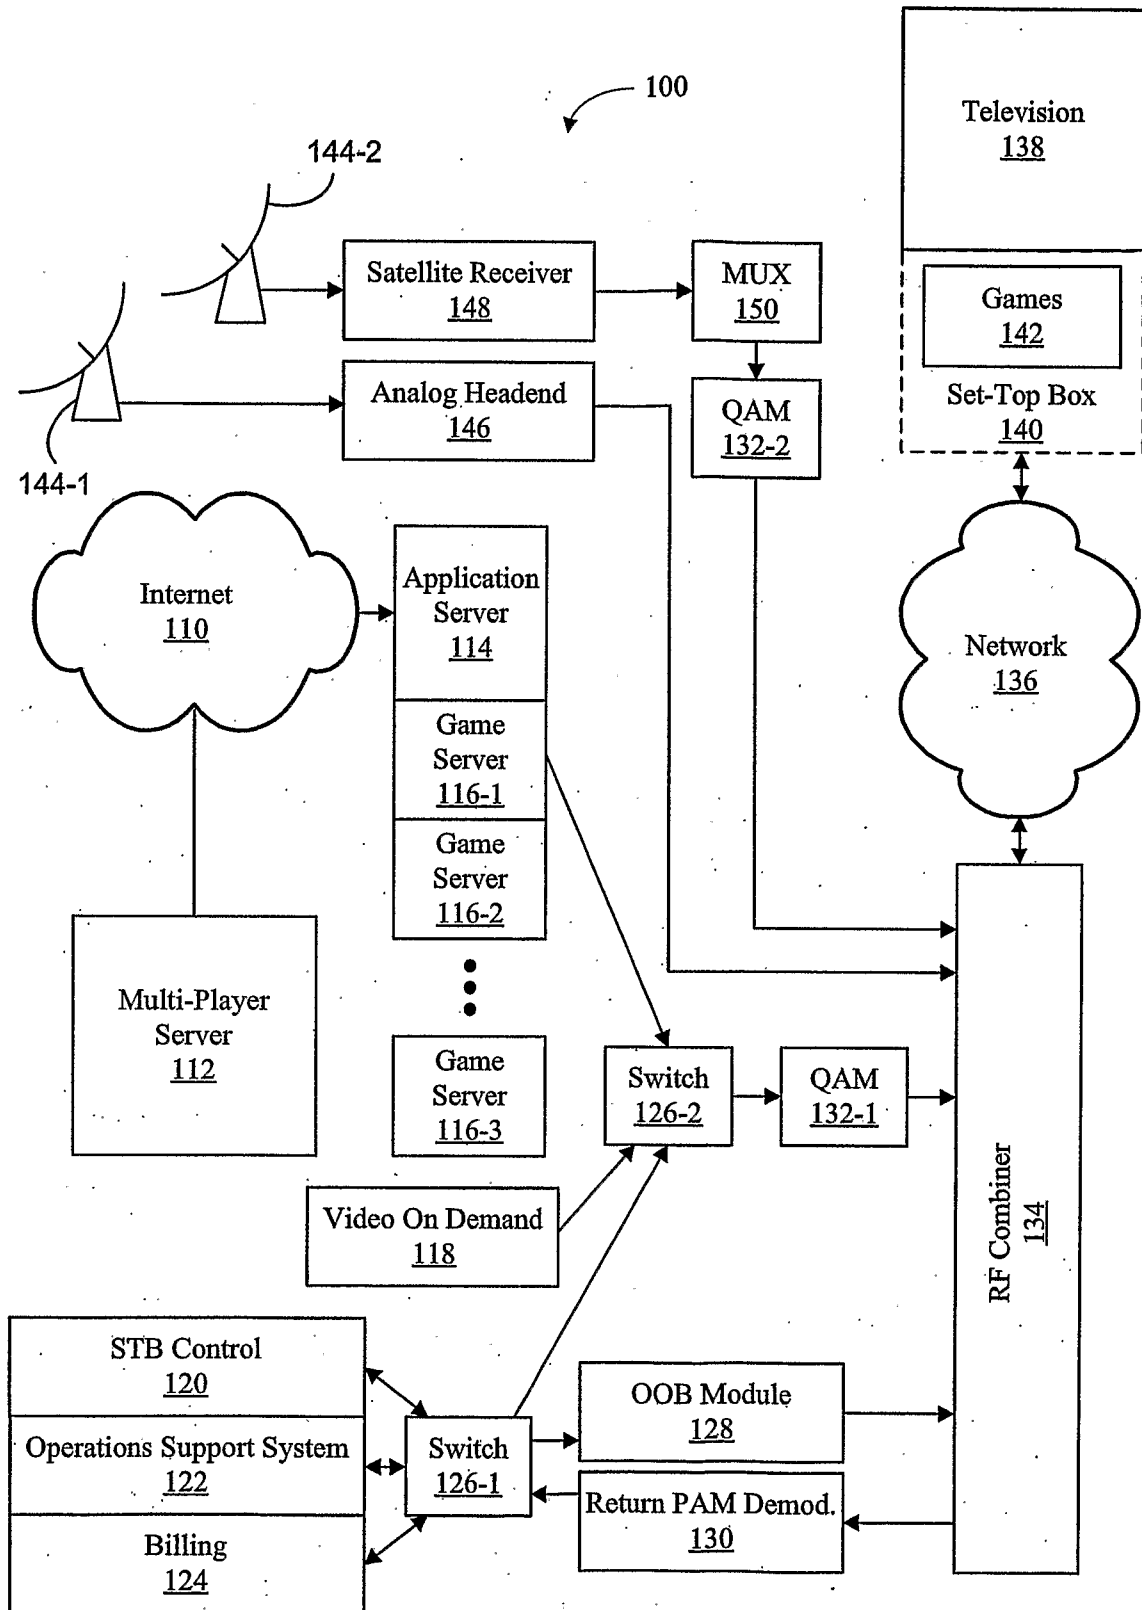 100
Television
138
144-2
Satellite Receiver
148
MUX
150
Games
142
Set-Top Box
140
Analog Headend
146
QAM
132-2
144-1
Internet
110
Application
Server
114
Network
136
Game
Server
116-1
Game
Server
116-2
Multi-Player
Server
112
Game
Server
116-3
Switch
126-2
QAM
132-1
RF Combiner
134
Video On Demand
118
STB Control
120
Operations Support System
122
Billing
124
Switch
126-1
OOB Module
128
Return PAM Demod.
130